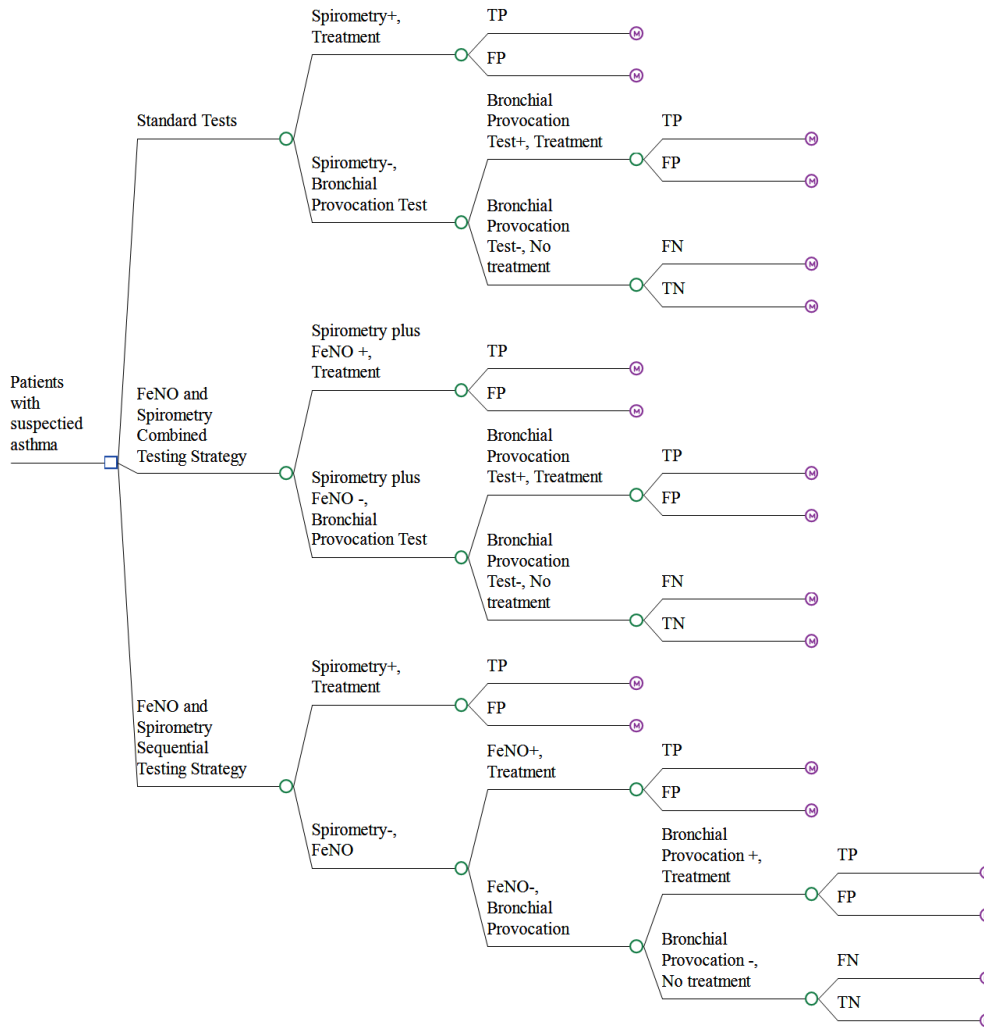 Spirometry+,
Treatment
TP
M
FP
M
Standard Tests
Bronchial
Provocation
Test+, Treatment
TP
M
FP
M
Spirometry-,
Bronchial
Provocation Test
Bronchial
Provocation
Test-, No
treatment
FN
M
TN
M
Patients
with
suspectied
asthma
FeNO and
Spirometry
Combined
Testing Strategy
Spirometry plus
FeNO +,
Treatment
TP
M
FP
M
Spirometry plus
FeNO -,
Bronchial
Provocation Test
Bronchial
Provocation
Test+, Treatment
TP
M
FP
M
Bronchial
Provocation
Test-, No
treatment
FN
M
TN
M
FeNO and
Spirometry
Sequential
Testing Strategy
Spirometry+,
Treatment
TP
M
FP
M
Spirometry-,
FeNO
FeNO+,
Treatment
TP
M
FP
M
FeNO-,
Bronchial
Provocation
Bronchial
Provocation +,
Treatment
TP
FP
Bronchial
Provocation -,
No treatment
FN
TN